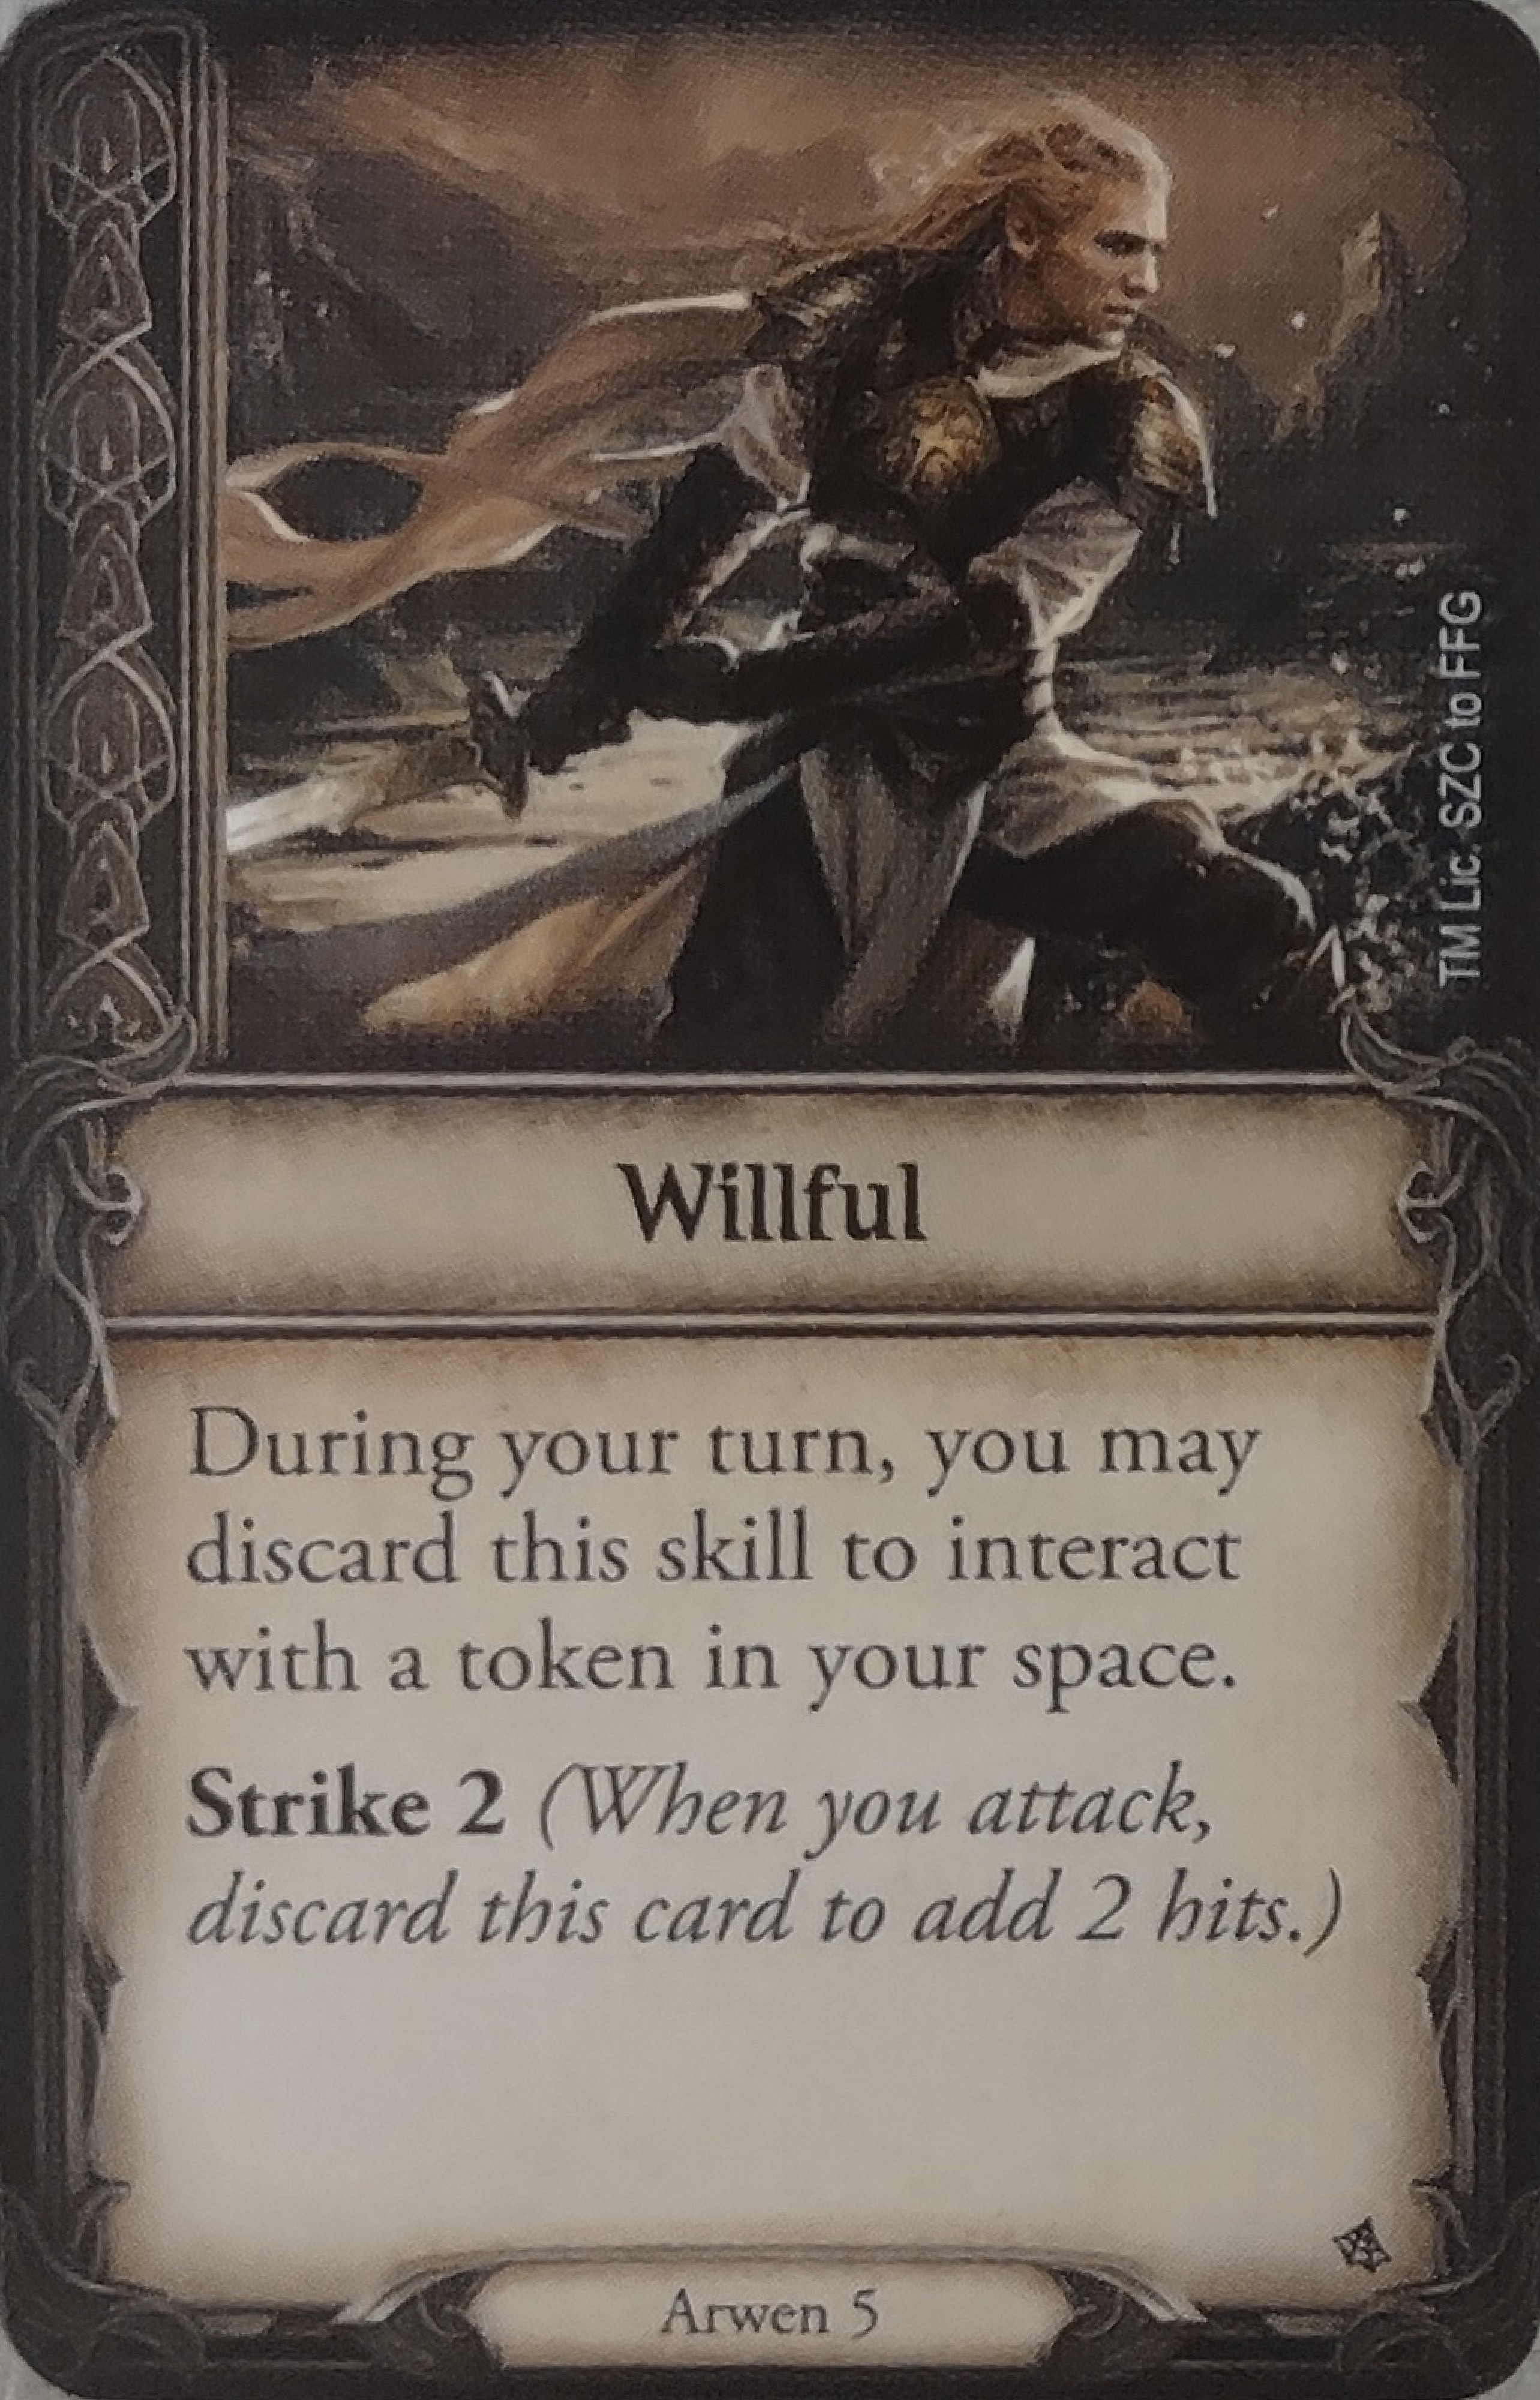 TM Lic. SZC to FFG
Willful
During your turn, you may
discard this skill to interact
with a token in your space.
Strike 2 (When you attack,
discard this card to add 2 hits.)
Arwen 5